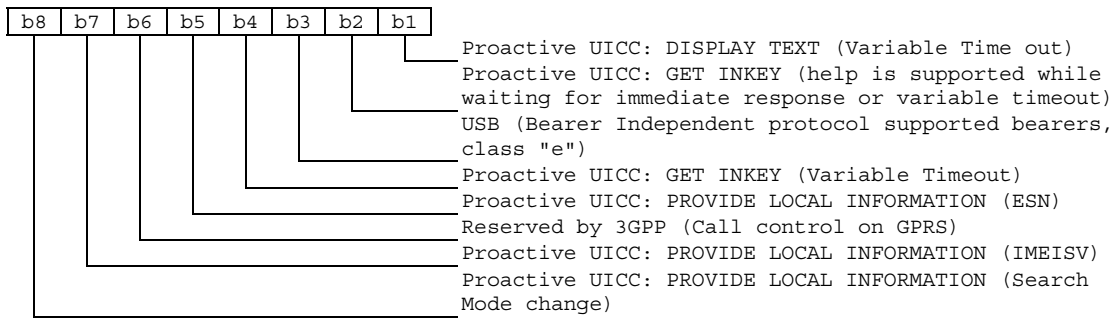 b8 b7 b6 b5 b4 b3 b2 b1
Proactive UICC: DISPLAY TEXT (Variable Time out)
Proactive UICC: GET INKEY (help is supported while
waiting for immediate response or variable timeout)
USB (Bearer Independent protocol supported bearers,
class "e")
Proactive UICC: GET INKEY (Variable Timeout)
Proactive UICC: PROVIDE LOCAL INFORMATION (ESN)
Reserved by 3GPP (Call control on GPRS)
Proactive UICC: PROVIDE LOCAL INFORMATION (IMEISV)
Proactive UICC: PROVIDE LOCAL INFORMATION (Search
Mode change)